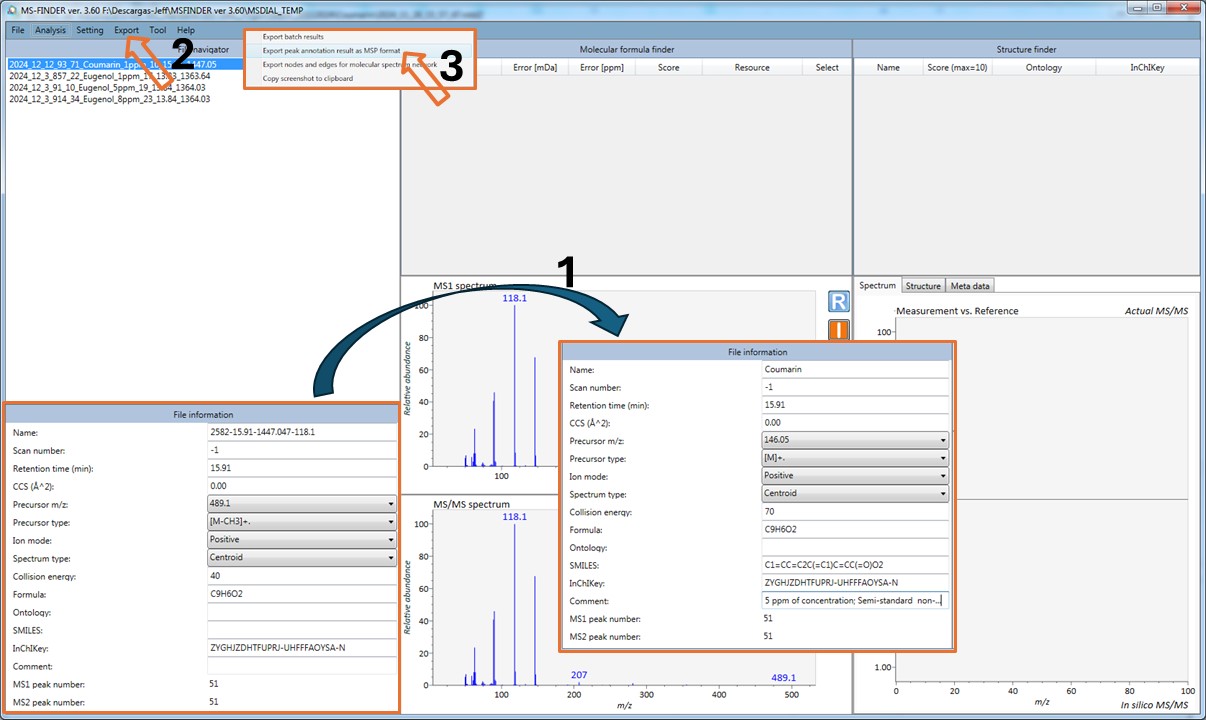 MS-FINDER ver. 3.60 F:\Descargas-Jeff\MSFINDER ver 3.60\MSDIAL_TEMP
File Analysis Setting Export Tool Help
Export batch results
Export peak annotation result as MSP format
Export nodes and edges for molecular spectrum network
Copy screenshot to clipboard
2
3
navigator
2024_12_12_93_71_Coumarin_1ppm
1447.05
2024_12_3_857_22_Eugenol_1ppm
1363.64
2024_12_3_91_10_Eugenol_5ppm_19_13.84_1364.03
2024_12_3_914_34_Eugenol_8ppm_23_13.84_1364.03
Molecular formula finder
Error [mDa] Error [ppm] Score Resource Select
Structure finder
Name Score (max=10) Ontology InChIKey
1
MS1 spectrum
118.1
100
80
60
40
20
0
Relative abundance
100
R
I
MS/MS spectrum
118.1
100
80
60
40
20
0
Relative abundance
207
489.1
100 200 300 400 500
m/z
File information
Name: 2582-15.91-1447.047-118.1
Scan number: -1
Retention time (min): 15.91
CCS (Å^2): 0.00
Precursor m/z: 489.1
Precursor type: [M-CH3]+.
Ion mode: Positive
Spectrum type: Centroid
Collision energy: 40
Formula: C9H6O2
Ontology:
SMILES:
InChIKey: ZYGHJZDHTFUPRJ-UHFFFAOYSA-N
Comment:
MS1 peak number: 51
MS2 peak number: 51
File information
Name: Coumarin
Scan number: -1
Retention time (min): 15.91
CCS (Å^2): 0.00
Precursor m/z: 146.05
Precursor type: [M]+.
Ion mode: Positive
Spectrum type: Centroid
Collision energy: 70
Formula: C9H6O2
Ontology:
SMILES: C1=CC=C2C(=C1)C=CC(=O)O2
InChIKey: ZYGHJZDHTFUPRJ-UHFFFAOYSA-N
Comment: 5 ppm of concentration; Semi-standard non-...
MS1 peak number: 51
MS2 peak number: 51
Spectrum Structure Meta data
Measurement vs. Reference Actual MS/MS
100
1.00
0 20 40 60 80 100
m/z
In silico MS/MS